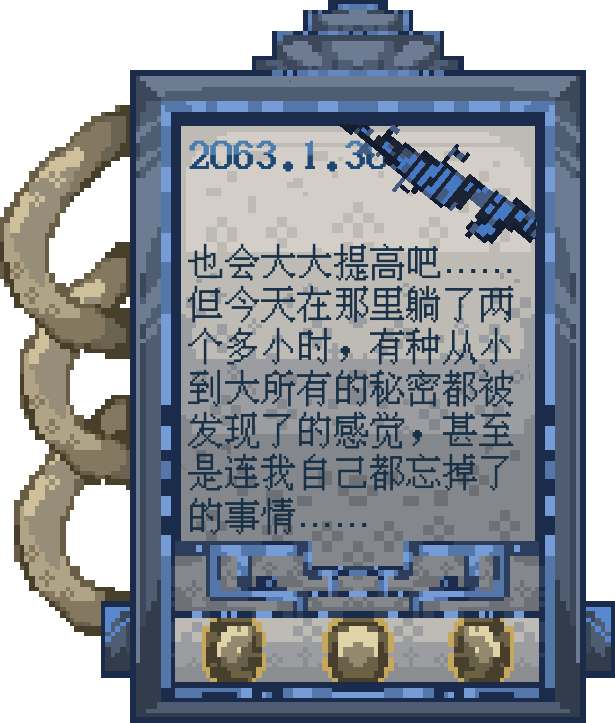 2063.1.30
也会大大提高吧……
但今天在那里躺了两
个多小时，有种从小
到大所有的秘密都被
发现了的感觉，甚至
是连我自己都忘掉了
的事情……